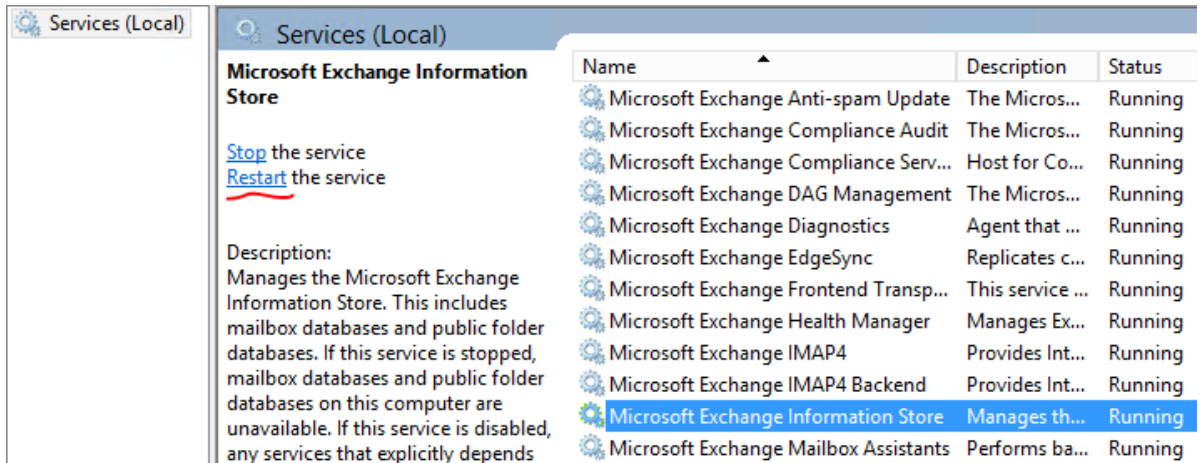 Services (Local)
Services (Local)
Microsoft Exchange Information
Store
Stop the service
Restart the service
Description:
Manages the Microsoft Exchange
Information Store. This includes
mailbox databases and public folder
databases. If this service is stopped,
mailbox databases and public folder
databases on this computer are
unavailable. If this service is disabled,
any services that explicitly depends
Name Description Status
Microsoft Exchange Anti-spam Update The Micros... Running
Microsoft Exchange Compliance Audit The Micros... Running
Microsoft Exchange Compliance Serv... Host for Co... Running
Microsoft Exchange DAG Management The Micros... Running
Microsoft Exchange Diagnostics Agent that ... Running
Microsoft Exchange EdgeSync Replicates c... Running
Microsoft Exchange Frontend Transp... This service ... Running
Microsoft Exchange Health Manager Manages Ex... Running
Microsoft Exchange IMAP4 Provides Int... Running
Microsoft Exchange IMAP4 Backend Provides Int... Running
Microsoft Exchange Information Store Manages th... Running
Microsoft Exchange Mailbox Assistants Performs ba... Running